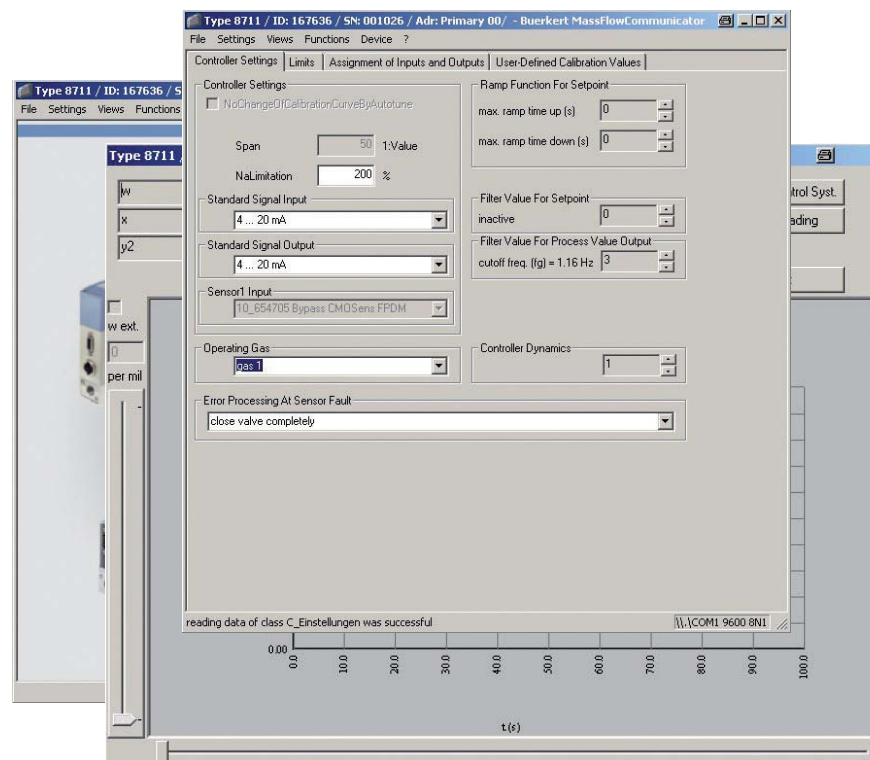 Type 8711 / ID: 167636 / SN: 001026 / Adr: Primary 00/ - Buerkert MassFlowCommunicator
File Settings Views Functions Device ?
Controller Settings Limits Assignment of Inputs and Outputs User-Defined Calibration Values
Controller Settings
NoChangeOfCalibrationCurveByAutotune
Span 50 1:Value
NaLimitation 200 %
Standard Signal Input
4 ... 20 mA
Standard Signal Output
4 ... 20 mA
Sensor1 Input
10_654705 Bypass CMOSens FPDM
Operating Gas
gas 1
Error Processing At Sensor Fault
close valve completely
Ramp Function For Setpoint
max. ramp time up (s) 0
max. ramp time down (s) 0
Filter Value For Setpoint
inactive 0
Filter Value For Process Value Output
cutoff freq. (fg) = 1.16 Hz 3
Controller Dynamics
1
reading data of class C_Einstellungen was successful \\.\COM1 9600 8N1
Type 8711 / ID: 167636 / S
File Settings Views Functions
Type 8711
w
x
y2
trol Syst.
ading
w ext.
0
per mil
0.00
0.0 10.0 20.0 30.0 40.0 50.0 60.0 70.0 80.0 90.0 100.0
t(s)